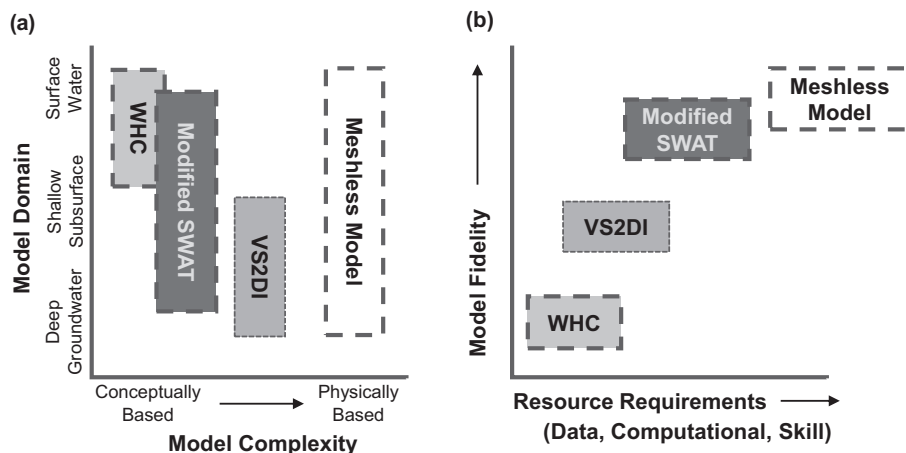 (a)
Model Domain
Surface
Water
Shallow
Subsurface
Deep
Groundwater
WHC
Modified SWAT
VS2DI
Meshless Model
Conceptually
Based
Physically
Based
Model Complexity
(b)
Model Fidelity
Meshless
Model
Modified
SWAT
VS2DI
WHC
Resource Requirements
(Data, Computational, Skill)